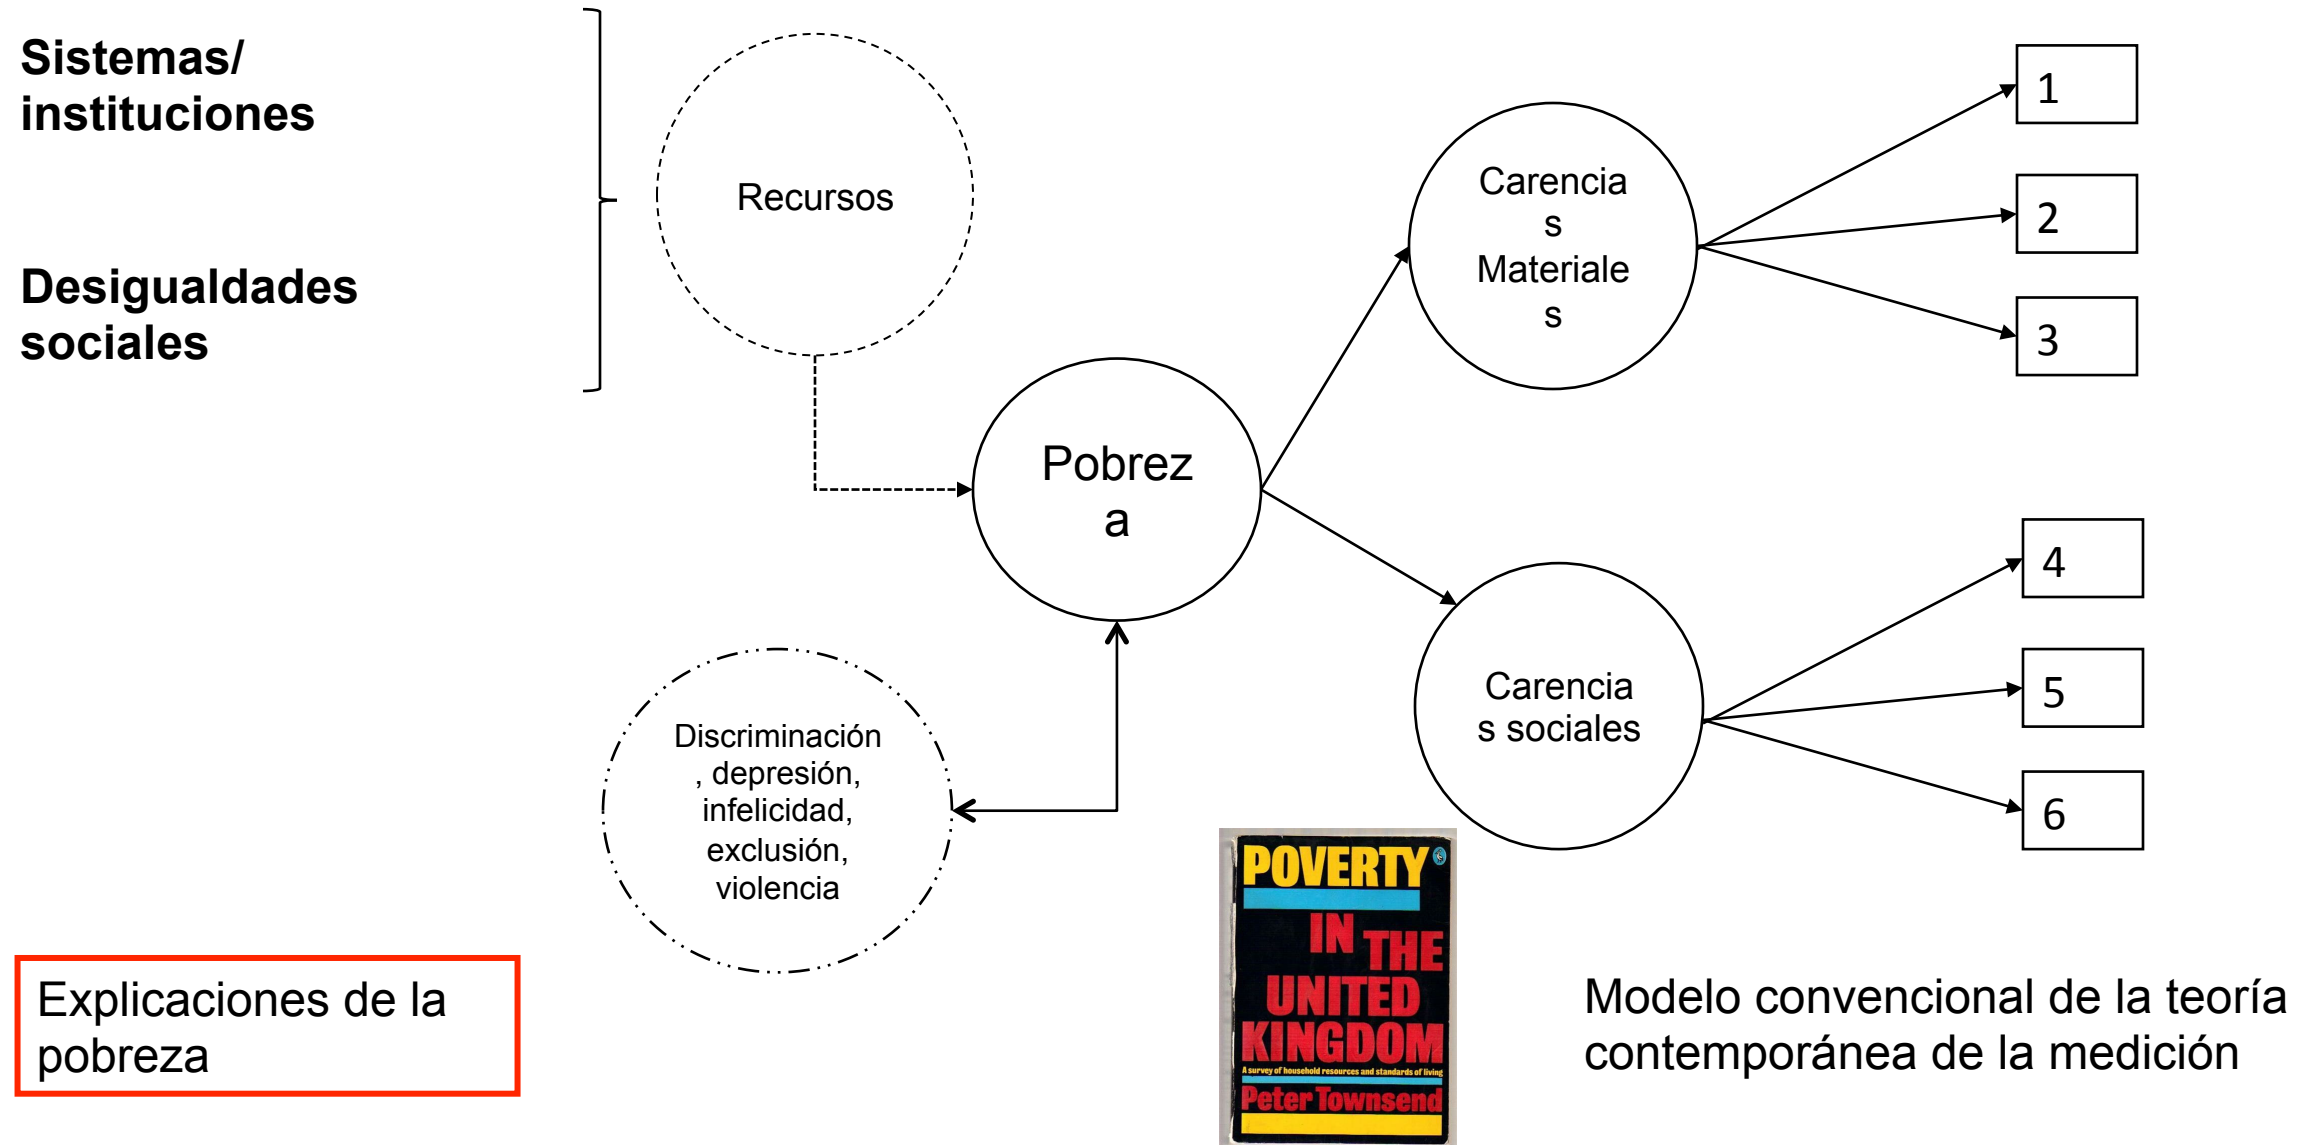 Sistemas/
instituciones
Desigualdades
sociales
Recursos
Pobrez
a
Discriminación
, depresión,
infelicidad,
exclusión,
violencia
Carencia
s
Materiale
s
Carencia
s sociales
1
2
3
4
5
6
POVERTY
IN THE
UNITED
KINGDOM
A survey of household resources and standards of living
Peter Townsend
Explicaciones de la
pobreza
Modelo convencional de la teoría
contemporánea de la medición